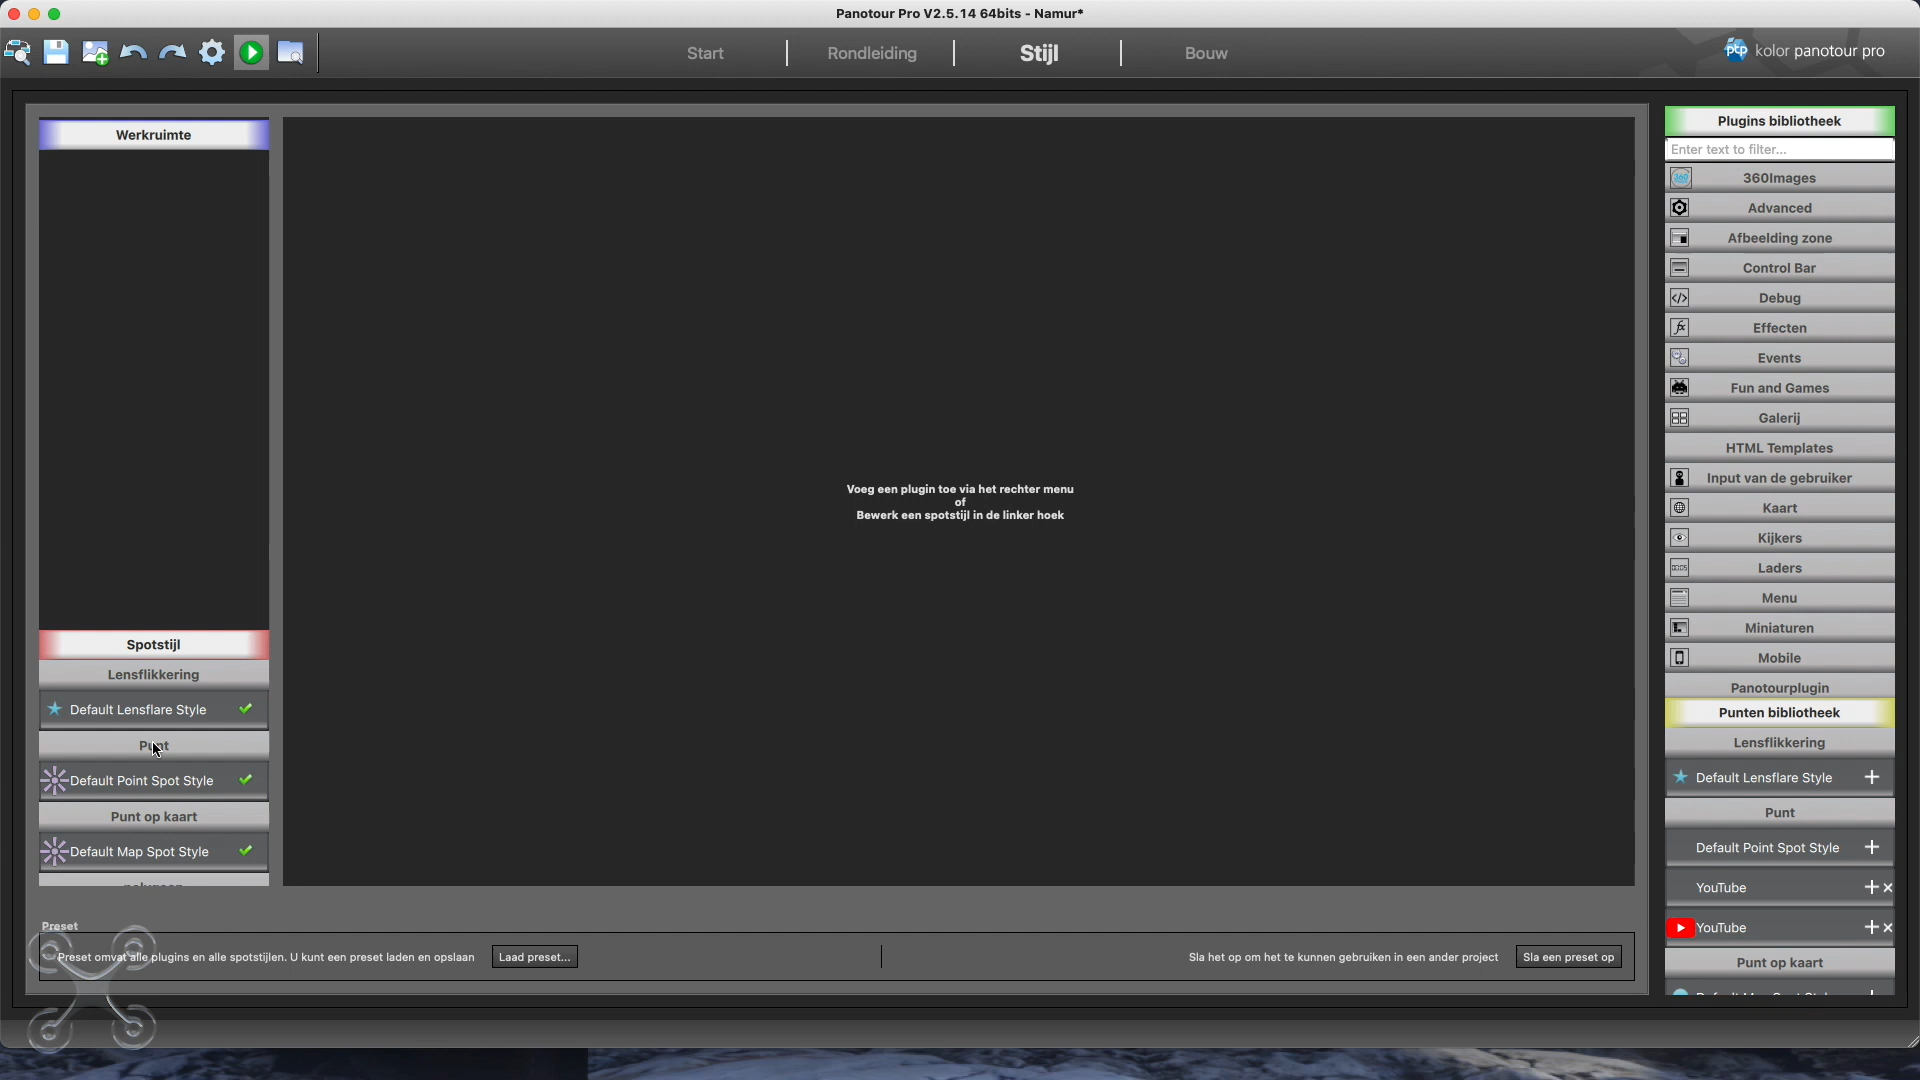 Panotour Pro V2.5.14 64bits - Namur*
Start
Rondleiding
Stijl
Bouw
ptp kolor panotour pro
Werkruimte
Voeg een plugin toe via het rechter menu
of
Bewerk een spotstijl in de linker hoek
Spotstijl
Lensflikkering
Default Lensflare Style
Punt
Default Point Spot Style
Punt op kaart
Default Map Spot Style
Preset
Preset omvat alle plugins en alle spotstijlen. U kunt een preset laden en opslaan
Laad preset...
Sla het op om het te kunnen gebruiken in een ander project
Sla een preset op
Plugins bibliotheek
Enter text to filter...
360Images
Advanced
Afbeelding zone
Control Bar
Debug
Effecten
Events
Fun and Games
Galerij
HTML Templates
Input van de gebruiker
Kaart
Kijkers
Laders
Menu
Miniaturen
Mobile
Panotourplugin
Punten bibliotheek
Lensflikkering
Default Lensflare Style
Punt
Default Point Spot Style
YouTube
YouTube
Punt op kaart